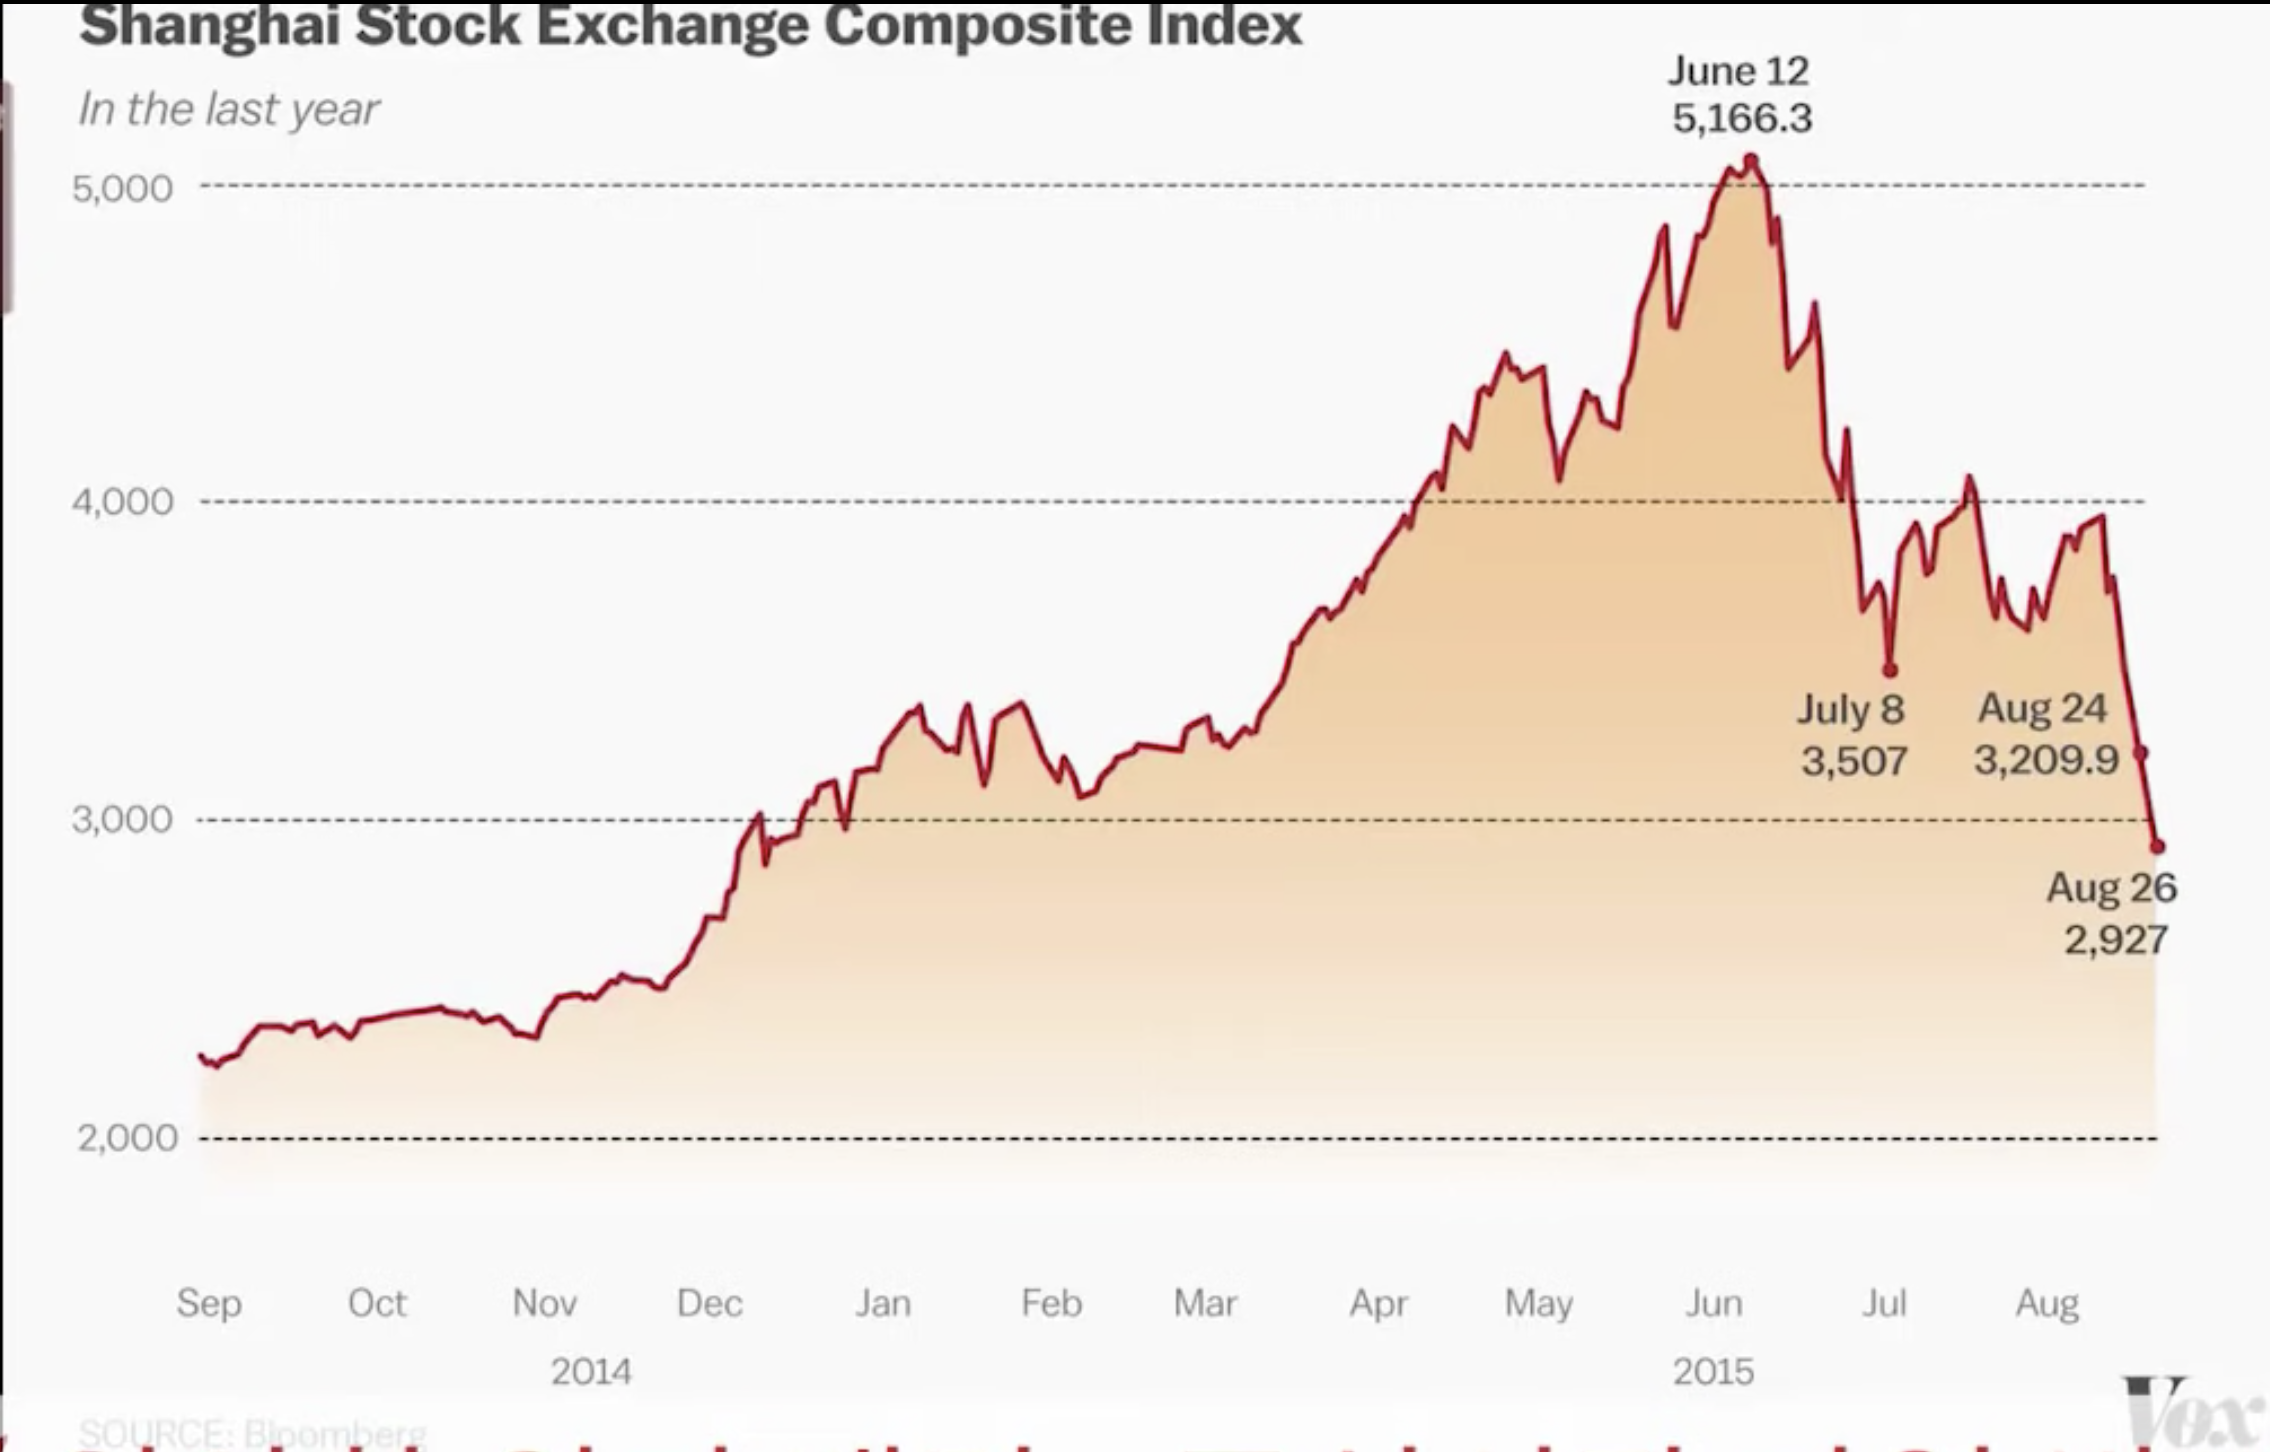 Shanghai Stock Exchange Composite Index
In the last year
June 12
5,166.3
5,000
4,000
July 8
3,507
Aug 24
3,209.9
3,000
Aug 26
2,927
2,000
Sep Oct Nov Dec Jan Feb Mar Apr May Jun Jul Aug
2014 2015
Vox
SOURCE: Bloomberg